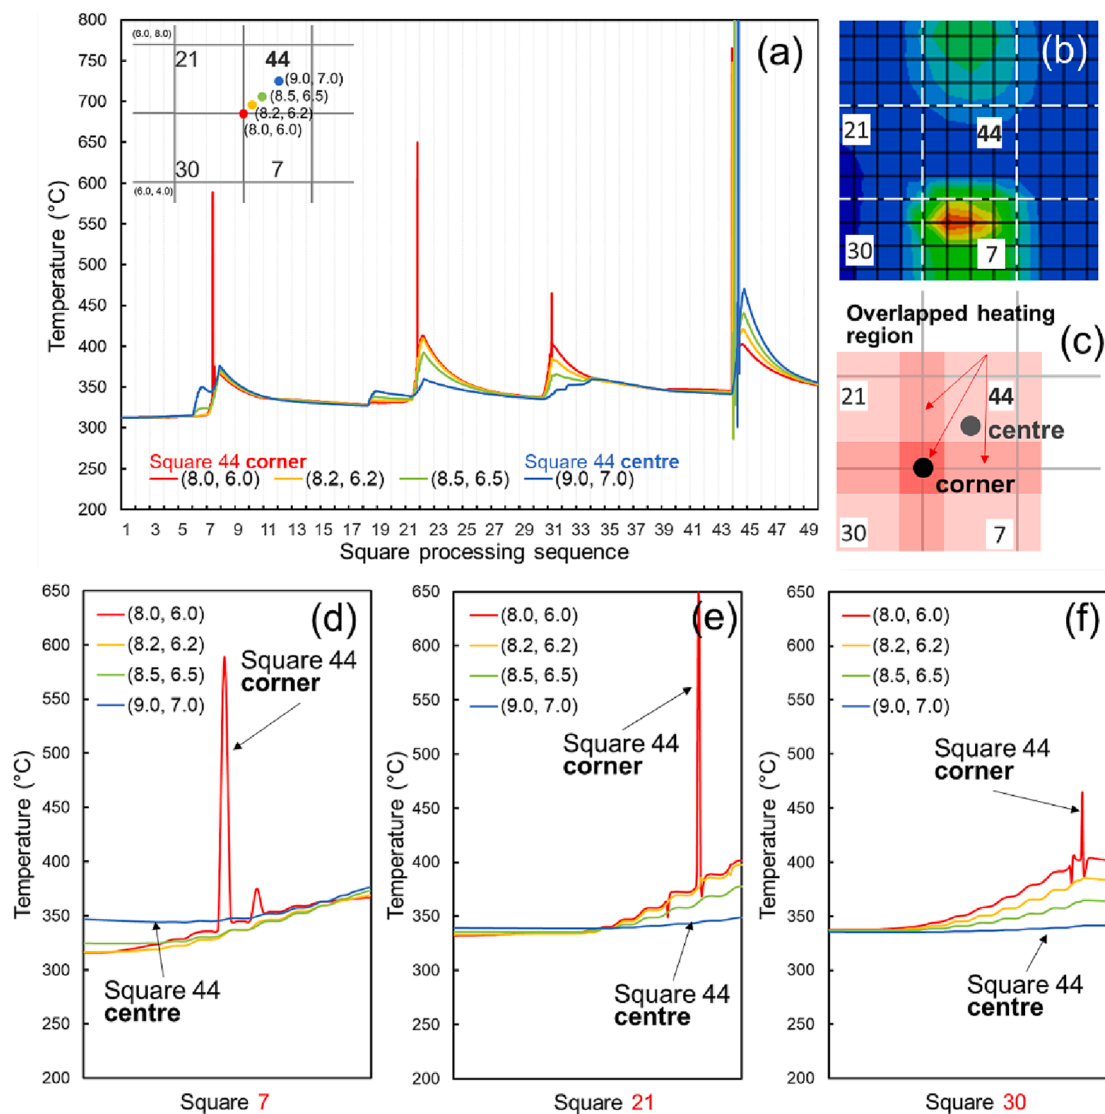 800
750
700
650
600
550
500
450
400
350
300
250
200
Temperature (°C)
(a)
(6.0, 8.0)
21
44
(9.0, 7.0)
(8.5, 6.5)
(8.2, 6.2)
(8.0, 6.0)
30
7
(6.0, 4.0)
Square 44 corner
Square 44 centre
(8.0, 6.0)
(8.2, 6.2)
(8.5, 6.5)
(9.0, 7.0)
1 3 5 7 9 11 13 15 17 19 21 23 25 27 29 31 33 35 37 39 41 43 45 47 49
Square processing sequence
(b)
21
44
30
7
Overlapped heating
region
(c)
21
44
centre
corner
30
7
650
600
550
500
450
400
350
300
250
200
Temperature (°C)
(8.0, 6.0)
(8.2, 6.2)
(8.5, 6.5)
(9.0, 7.0)
(d)
Square 44
corner
Square 44
centre
Square 7
650
600
550
500
450
400
350
300
250
200
Temperature (°C)
(8.0, 6.0)
(8.2, 6.2)
(8.5, 6.5)
(9.0, 7.0)
(e)
Square 44
corner
Square 44
centre
Square 21
650
600
550
500
450
400
350
300
250
200
Temperature (°C)
(8.0, 6.0)
(8.2, 6.2)
(8.5, 6.5)
(9.0, 7.0)
(f)
Square 44
corner
Square 44
centre
Square 30